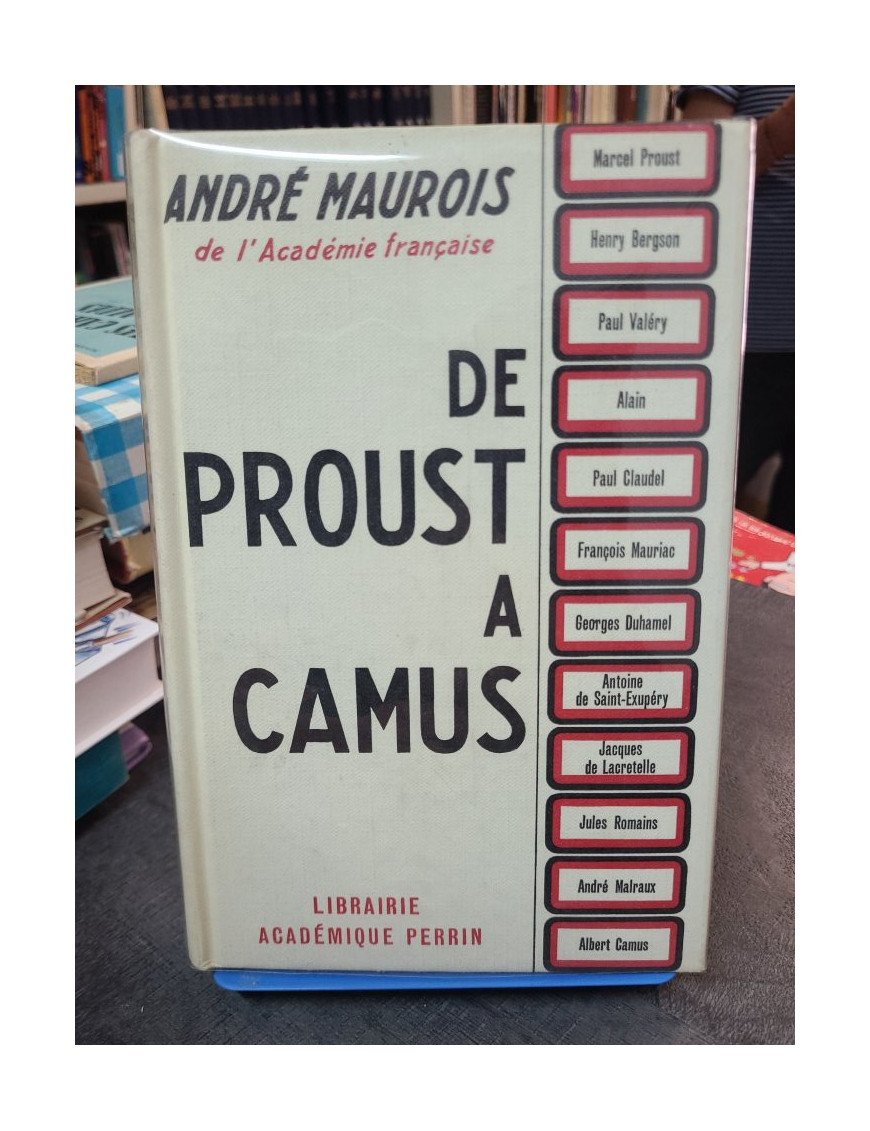 ANDRÉ MAUROIS
de l'Académie française
DE
PROUST
A
CAMUS
LIBRAIRIE
ACADÉMIQUE PERRIN
Marcel Proust
Henry Bergson
Paul Valéry
Alain
Paul Claudel
François Mauriac
Georges Duhamel
Antoine
de Saint-Exupéry
Jacques
de Lacretelle
Jules Romains
André Malraux
Albert Camus